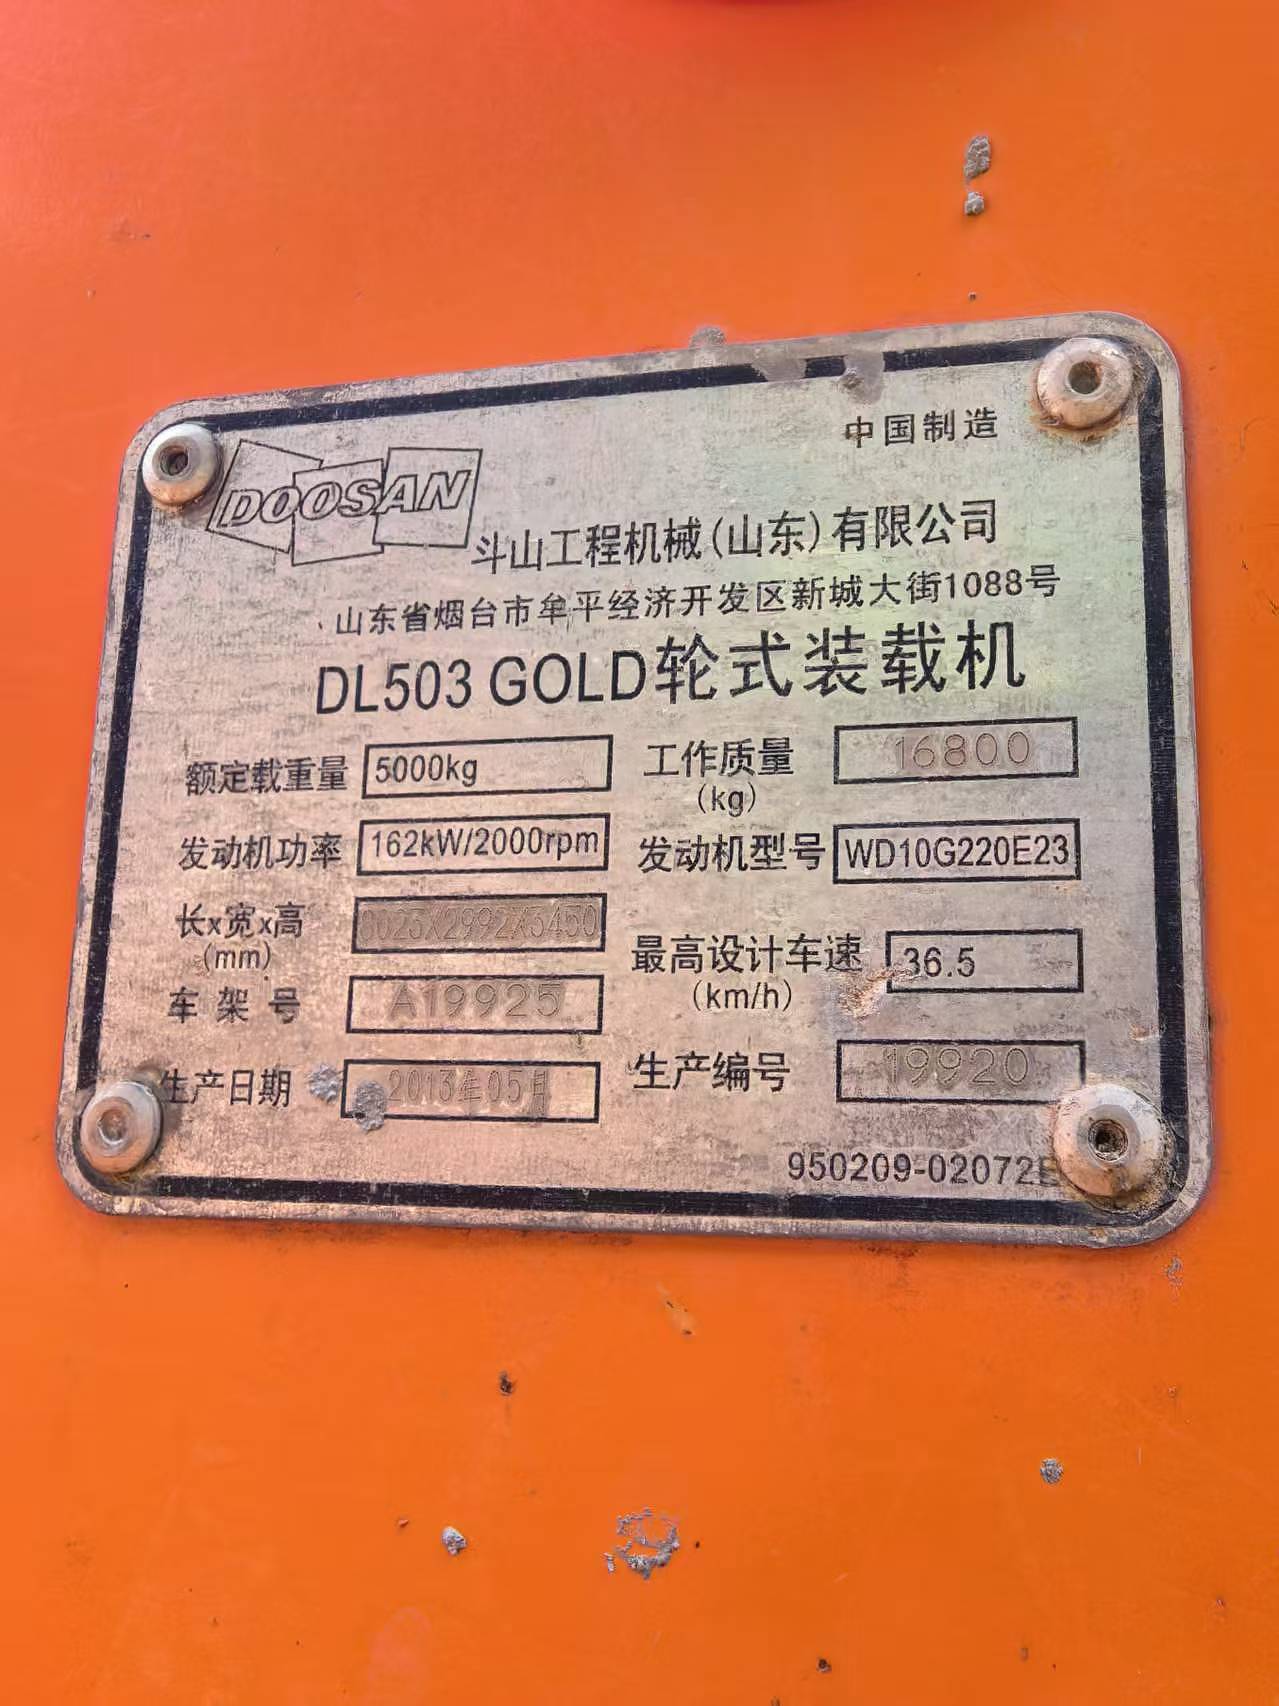 中国制造
DOOSAN
斗山工程机械(山东)有限公司
山东省烟台市牟平经济开发区新城大街1088号
DL503 GOLD轮式装载机
额定载重量 5000kg 工作质量(kg) 16800
发动机功率 162kW/2000rpm 发动机型号 WD10G220E23
长x宽x高(mm) 最高设计车速(km/h) 36.5
车架号 A19925
生产日期 2013年05月 生产编号 19920
950209-02072E